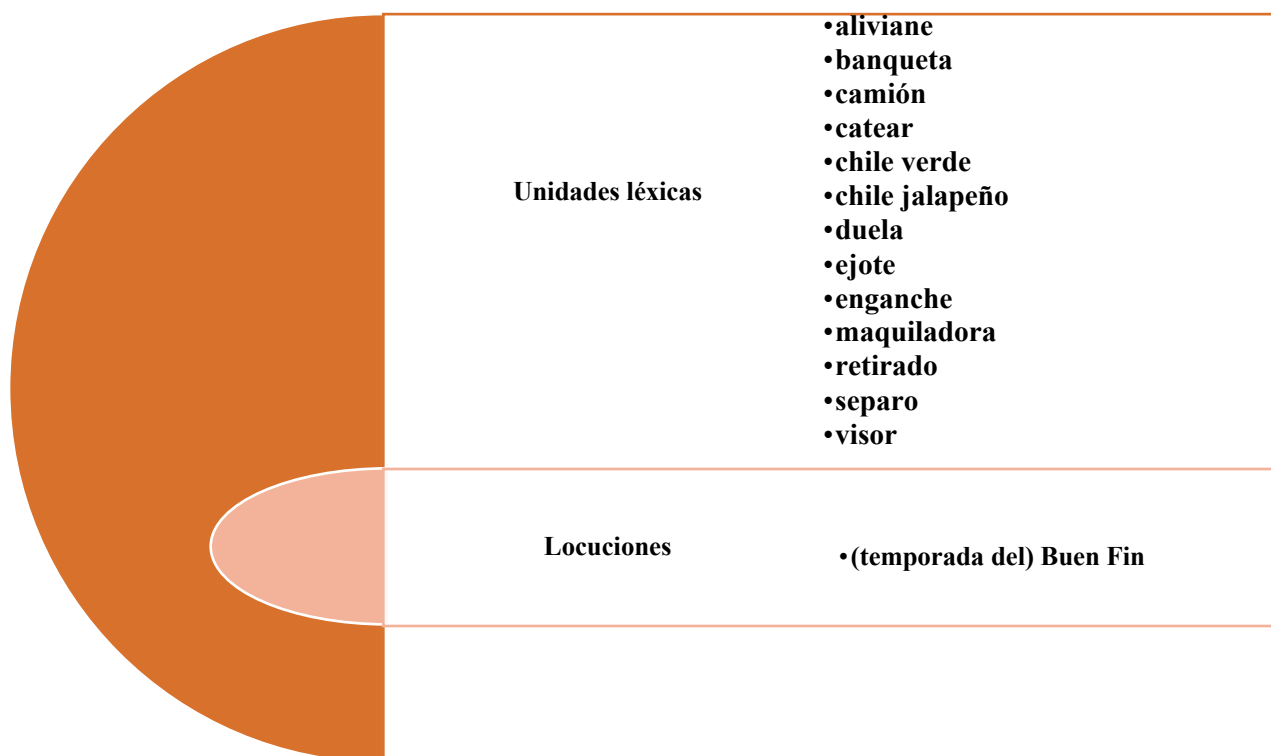 Unidades léxicas
•aliviane
•banqueta
•camión
•catear
•chile verde
•chile jalapeño
•duela
•ejote
•enganche
•maquiladora
•retirado
•separo
•visor
Locuciones
•(temporada del) Buen Fin